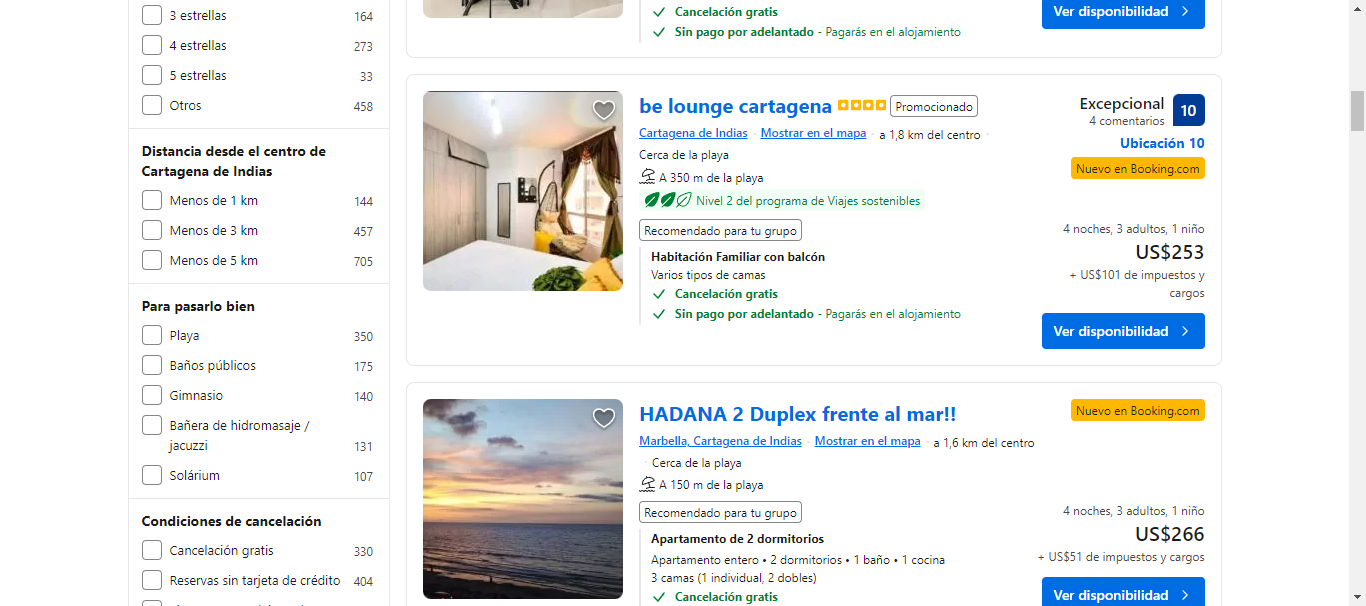 3 estrellas 164
4 estrellas 273
5 estrellas 33
Otros 458
Distancia desde el centro de
Cartagena de Indias
Menos de 1 km 144
Menos de 3 km 457
Menos de 5 km 705
Para pasarlo bien
Playa 350
Baños públicos 175
Gimnasio 140
Bañera de hidromasaje /
jacuzzi 131
Solárium 107
Condiciones de cancelación
Cancelación gratis 330
Reservas sin tarjeta de crédito 404
Cancelación gratis
Sin pago por adelantado - Pagarás en el alojamiento
Ver disponibilidad
be lounge cartagena Promocionado
Cartagena de Indias · Mostrar en el mapa · a 1,8 km del centro ·
Cerca de la playa
A 350 m de la playa
Nivel 2 del programa de Viajes sostenibles
Recomendado para tu grupo
Habitación Familiar con balcón
Varios tipos de camas
Cancelación gratis
Sin pago por adelantado - Pagarás en el alojamiento
Excepcional 10
4 comentarios
Ubicación 10
Nuevo en Booking.com
4 noches, 3 adultos, 1 niño
US$253
+ US$101 de impuestos y
cargos
Ver disponibilidad
HADANA 2 Duplex frente al mar!!
Marbella, Cartagena de Indias · Mostrar en el mapa · a 1,6 km del centro
· Cerca de la playa
A 150 m de la playa
Recomendado para tu grupo
Apartamento de 2 dormitorios
Apartamento entero • 2 dormitorios • 1 baño • 1 cocina
3 camas (1 individual, 2 dobles)
Cancelación gratis
Nuevo en Booking.com
4 noches, 3 adultos, 1 niño
US$266
+ US$51 de impuestos y cargos
Ver disponibilidad